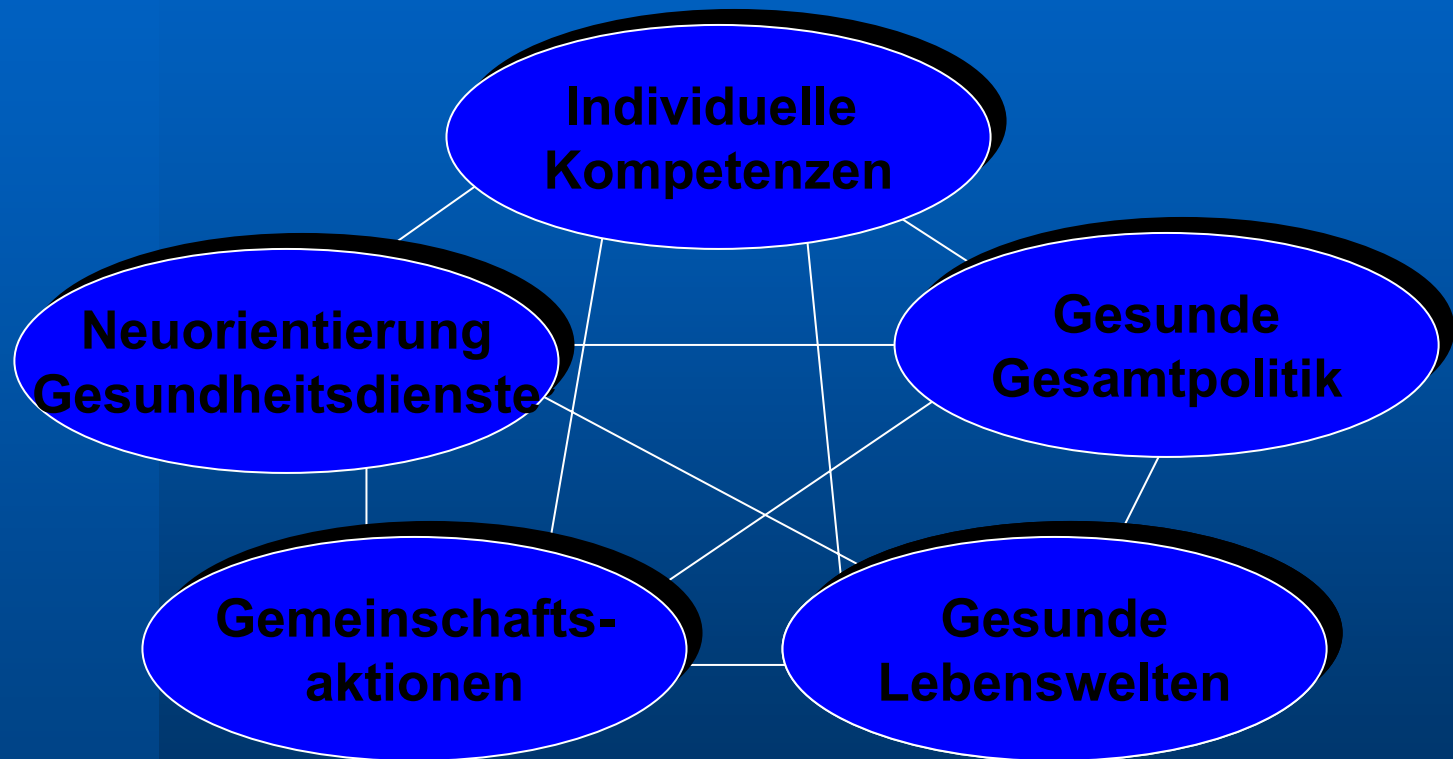 Individuelle
Kompetenzen
Neuorientierung
Gesundheitsdienste
Gesunde
Gesamtpolitik
Gemeinschafts-
aktionen
Gesunde
Lebenswelten